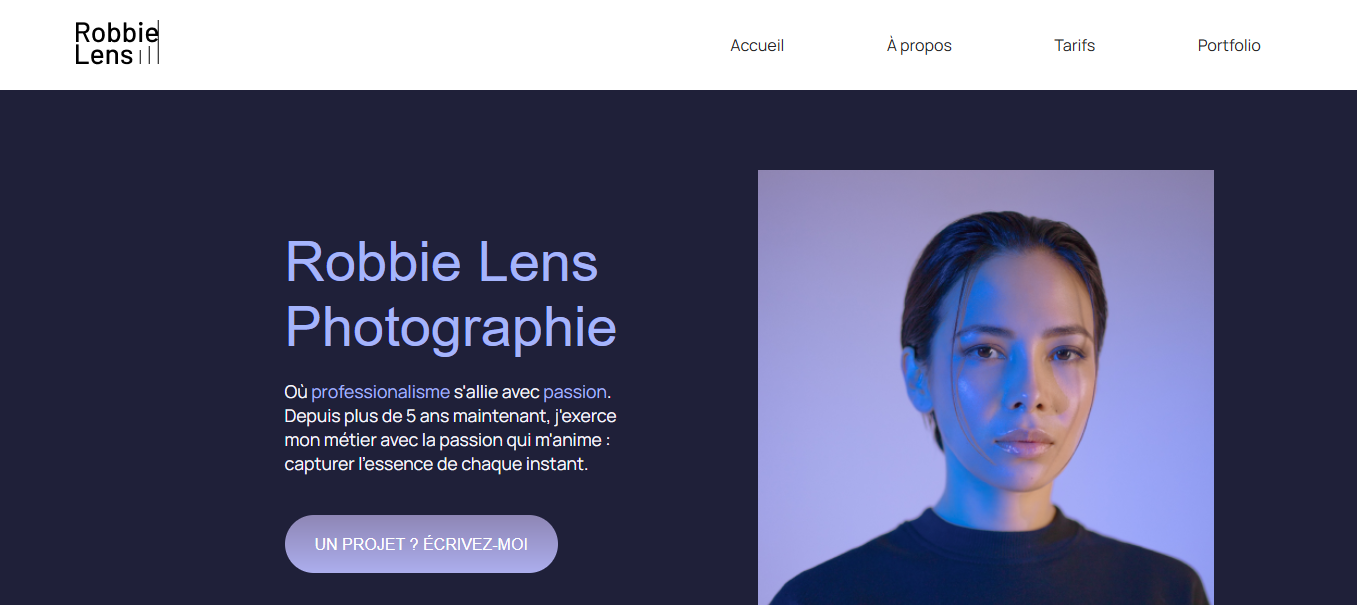 Robbie
Lens
Accueil
À propos
Tarifs
Portfolio
Robbie Lens
Photographie
Où professionalisme s'allie avec passion.
Depuis plus de 5 ans maintenant, j'exerce
mon métier avec la passion qui m'anime :
capturer l'essence de chaque instant.
UN PROJET ? ÉCRIVEZ-MOI